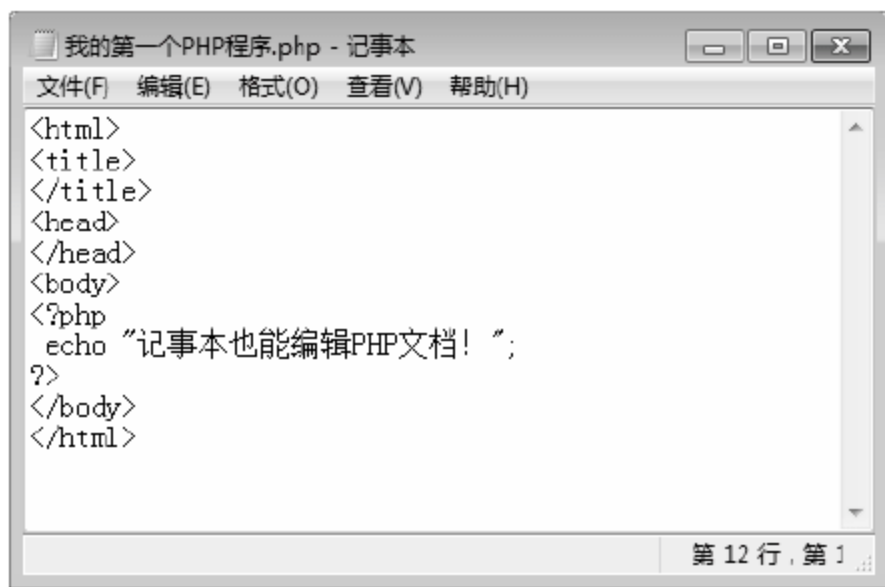 我的第一个PHP程序.php - 记事本
文件(F) 编辑(E) 格式(O) 查看(V) 帮助(H)
<html>
<title>
</title>
<head>
</head>
<body>
<?php
 echo "记事本也能编辑PHP文档！";
?>
</body>
</html>
第 12 行 , 第 1